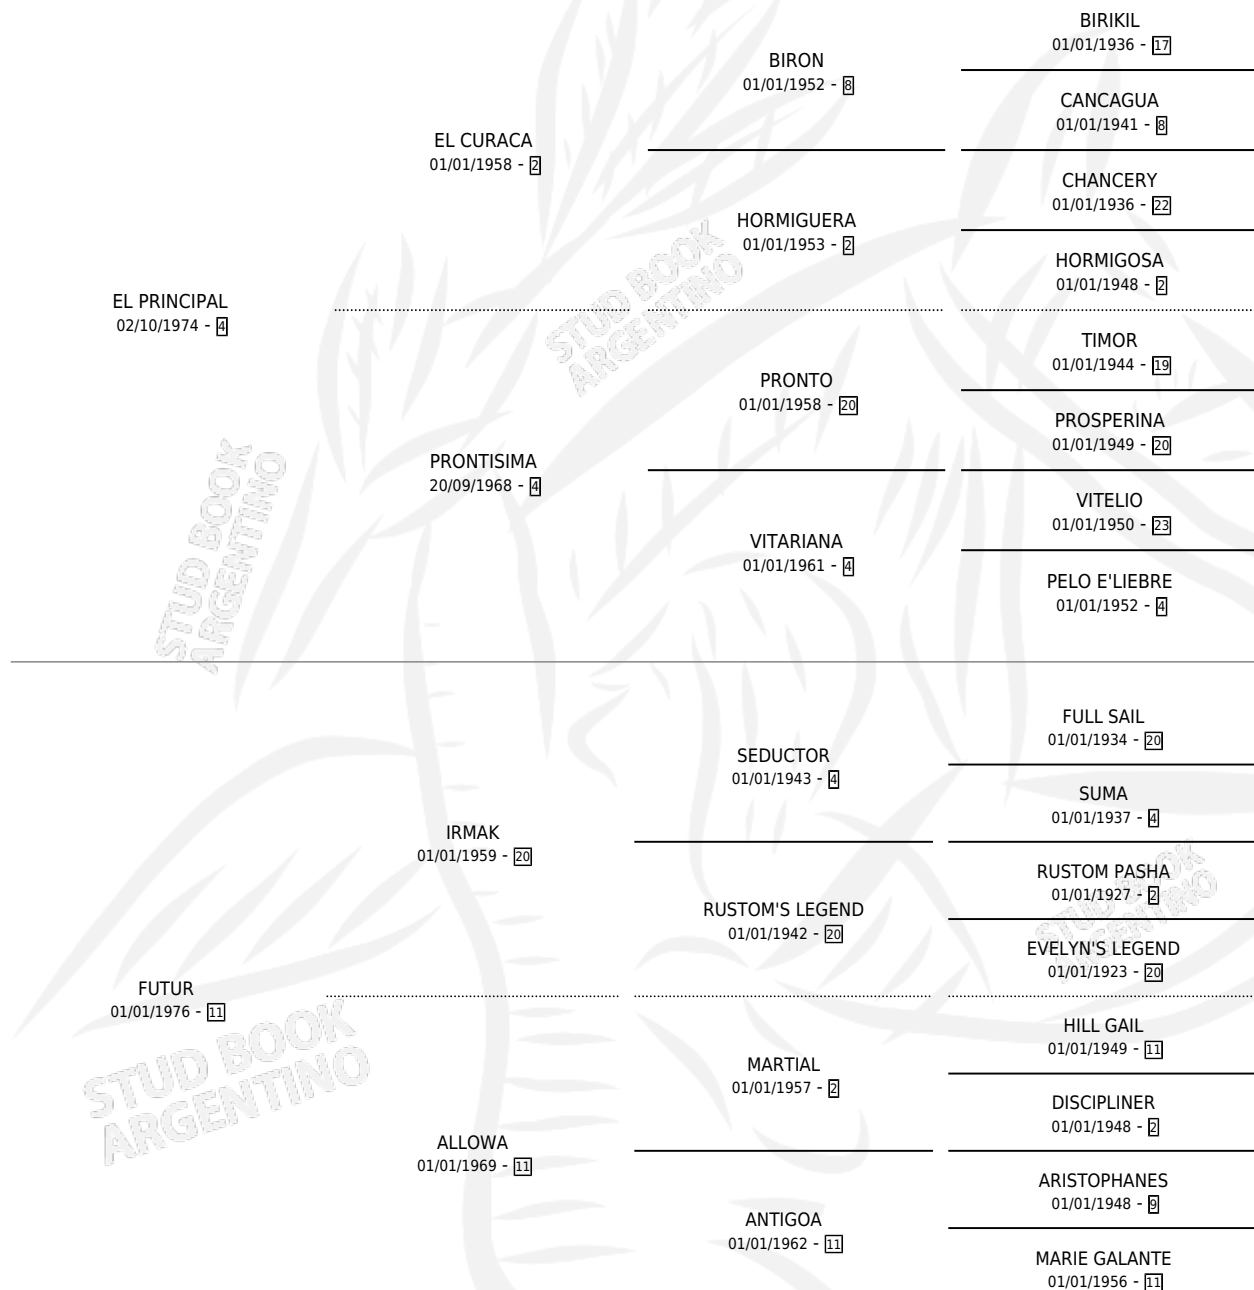 BIRIKIL
01/01/1936 - 17
BIRON
01/01/1952 - 8
CANCAGUA
01/01/1941 - 8
EL CURACA
01/01/1958 - 2
CHANCERY
01/01/1936 - 22
HORMIGUERA
01/01/1953 - 2
HORMIGOSA
01/01/1948 - 2
EL PRINCIPAL
02/10/1974 - 4
TIMOR
01/01/1944 - 19
PRONTO
01/01/1958 - 20
PROSPERINA
01/01/1949 - 20
PRONTISIMA
20/09/1968 - 4
VITELIO
01/01/1950 - 23
VITARIANA
01/01/1961 - 4
PELO E'LIEBRE
01/01/1952 - 4
STUD BOOK
ARGENTINO
STUD BOOK
ARGENTINO
FULL SAIL
01/01/1934 - 20
SEDUCTOR
01/01/1943 - 4
SUMA
01/01/1937 - 4
IRMAK
01/01/1959 - 20
RUSTOM PASHA
01/01/1927 - 2
RUSTOM'S LEGEND
01/01/1942 - 20
EVELYN'S LEGEND
01/01/1923 - 20
FUTUR
01/01/1976 - 11
HILL GAIL
01/01/1949 - 11
MARTIAL
01/01/1957 - 2
DISCIPLINER
01/01/1948 - 2
ALLOWA
01/01/1969 - 11
ARISTOPHANES
01/01/1948 - 9
ANTIGOA
01/01/1962 - 11
MARIE GALANTE
01/01/1956 - 11
STUD BOOK
ARGENTINO
STUD BOOK
ARGENTINO